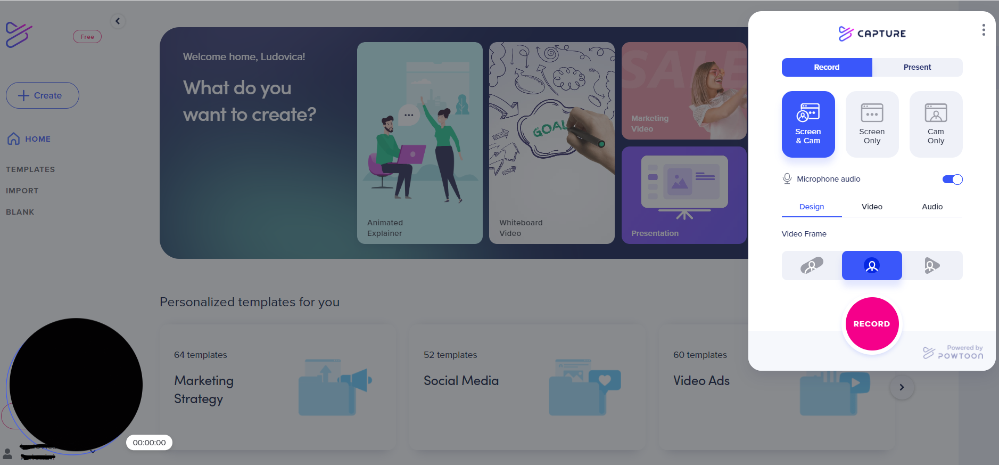 Free
Create
HOME
TEMPLATES
IMPORT
BLANK
Welcome home, Ludovica!
What do you
want to create?
Animated
Explainer
GOAL
Whiteboard
Video
SALE
Marketing
Video
Presentation
Personalized templates for you
64 templates
Marketing
Strategy
52 templates
Social Media
60 templates
Video Ads
00:00:00
CAPTURE
Record
Present
Screen
& Cam
Screen
Only
Cam
Only
Microphone audio
Design
Video
Audio
Video Frame
RECORD
Powered by
POWTOON